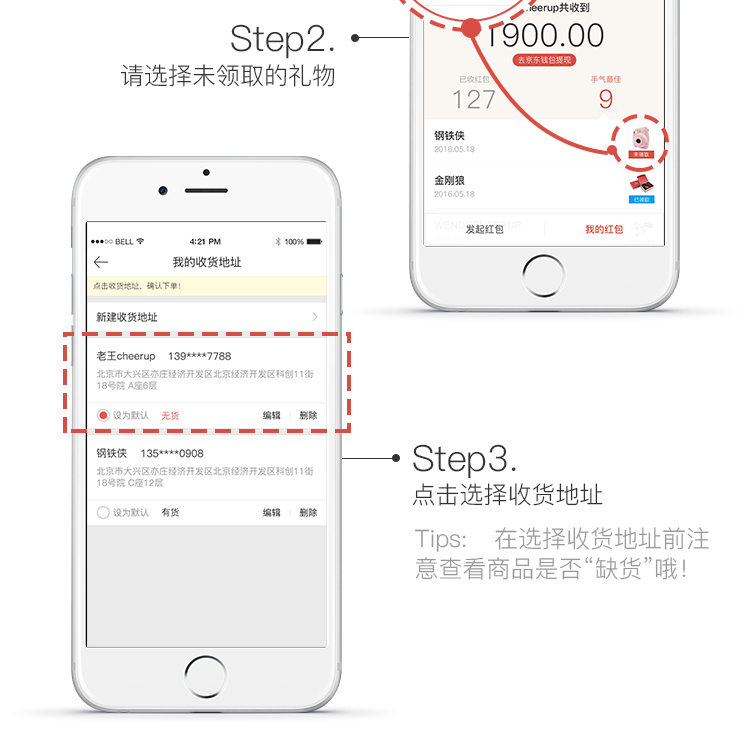 Step2.
请选择未领取的礼物
cheerup共收到
1900.00
去京东钱包提现
已收红包
手气最佳
127
9
钢铁侠
2016.05.18
未领取
金刚狼
2016.05.18
已领取
发起红包
我的红包
BELL
4:21 PM
100%
我的收货地址
点击收货地址,确认下单!
新建收货地址
老王cheerup 139****7788
北京市大兴区亦庄经济开发区北京经济开发区科创11街
18号院 A座6层
设为默认 无货 编辑 删除
钢铁侠 135****0908
北京市大兴区亦庄经济开发区北京经济开发区科创11街
18号院 C座12层
设为默认 有货 编辑 删除
Step3.
点击选择收货地址
Tips: 在选择收货地址前注
意查看商品是否“缺货”哦!